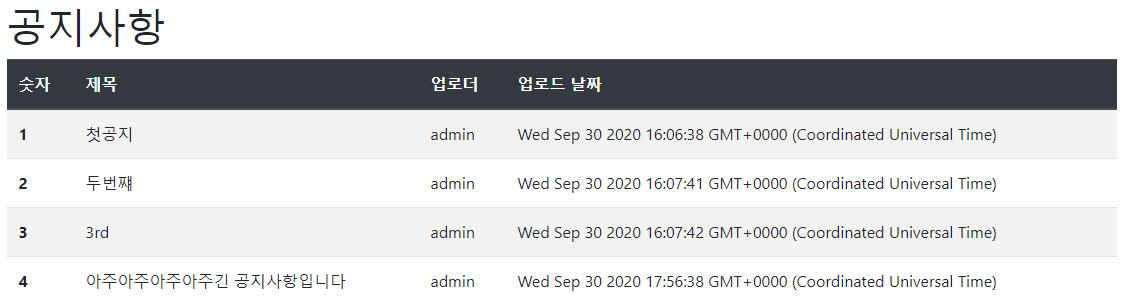 공지사항
숫자 제목 업로더 업로드 날짜
1 첫공지 admin Wed Sep 30 2020 16:06:38 GMT+0000 (Coordinated Universal Time)
2 두번째 admin Wed Sep 30 2020 16:07:41 GMT+0000 (Coordinated Universal Time)
3 3rd admin Wed Sep 30 2020 16:07:42 GMT+0000 (Coordinated Universal Time)
4 아주아주아주아주긴 공지사항입니다 admin Wed Sep 30 2020 17:56:38 GMT+0000 (Coordinated Universal Time)